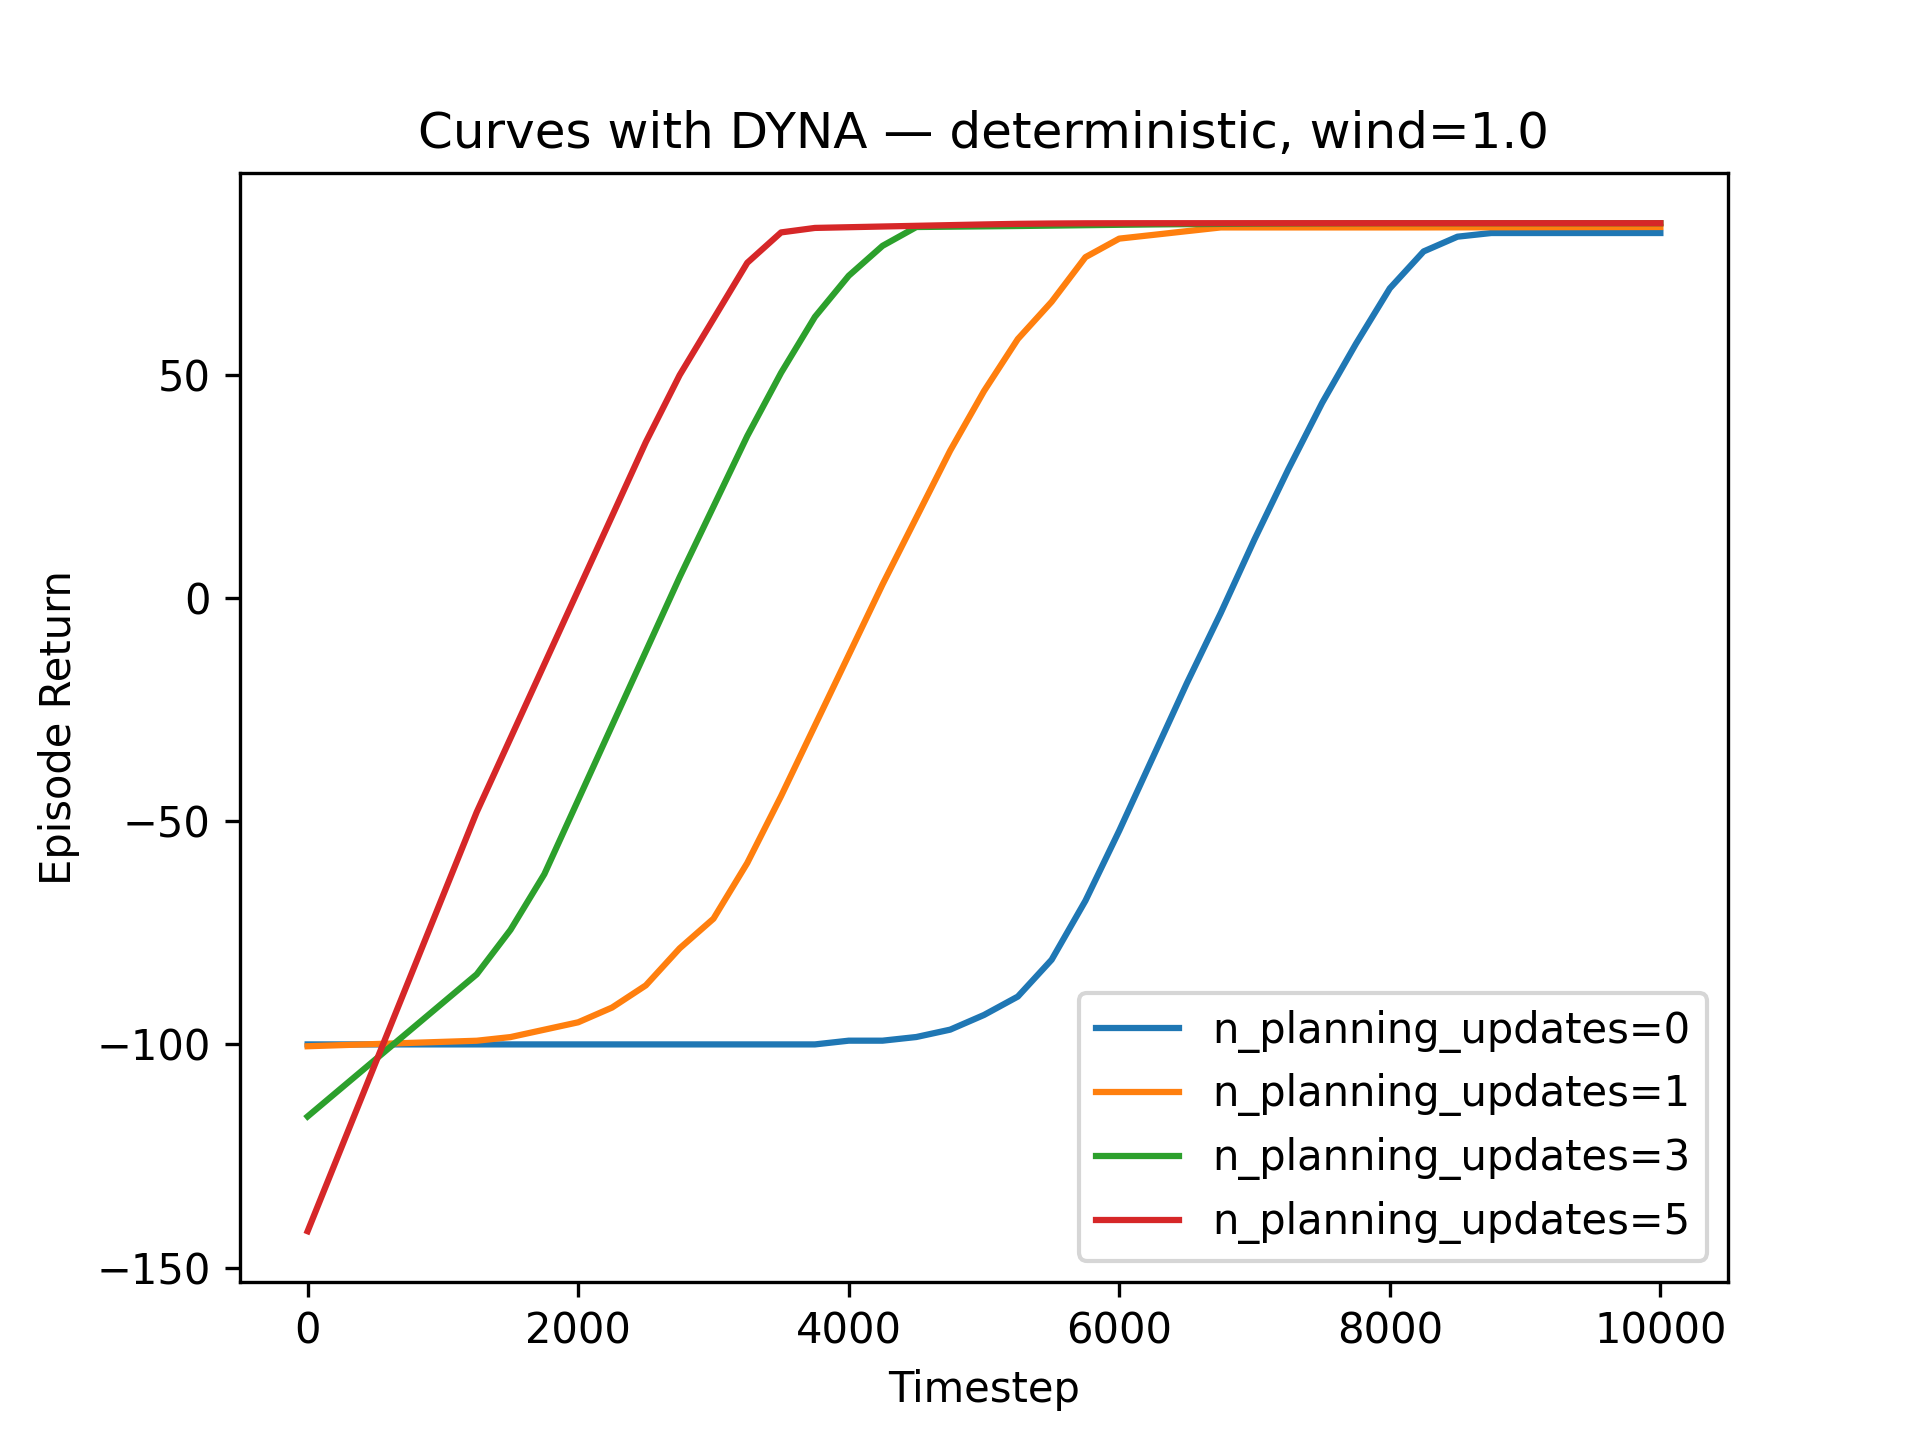 Curves with DYNA — deterministic, wind=1.0
Episode Return
50
0
−50
−100
−150
n_planning_updates=0
n_planning_updates=1
n_planning_updates=3
n_planning_updates=5
0 2000 4000 6000 8000 10000
Timestep